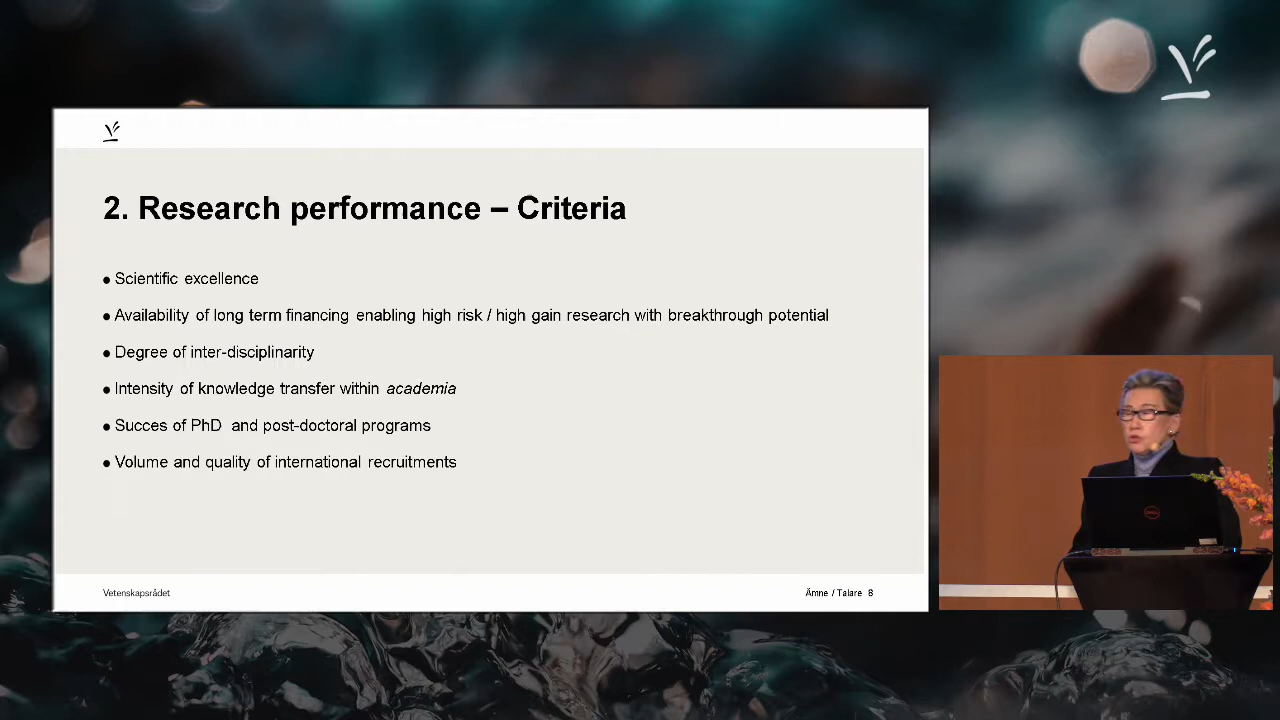 2. Research performance – Criteria
● Scientific excellence
● Availability of long term financing enabling high risk / high gain research with breakthrough potential
● Degree of inter-disciplinarity
● Intensity of knowledge transfer within academia
● Succes of PhD and post-doctoral programs
● Volume and quality of international recruitments
Vetenskapsrådet
Ämne / Talare 8
DELL